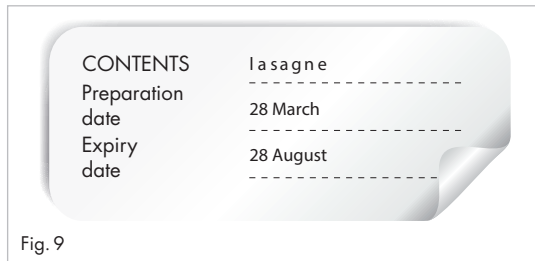 CONTENTS lasagne
Preparation
date 28 March
Expiry
date 28 August
Fig. 9